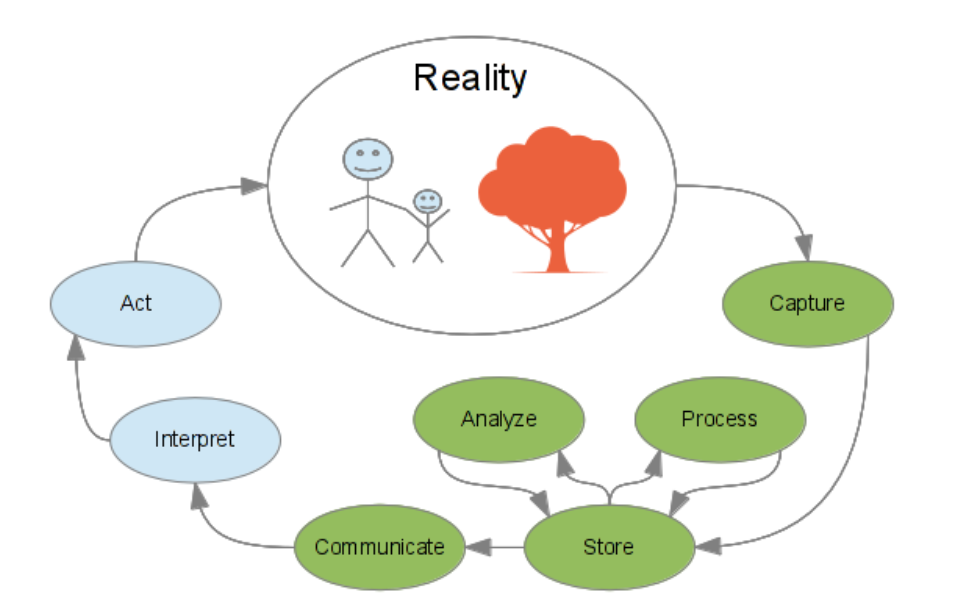 Reality
Act
Capture
Analyze
Process
Interpret
Communicate
Store